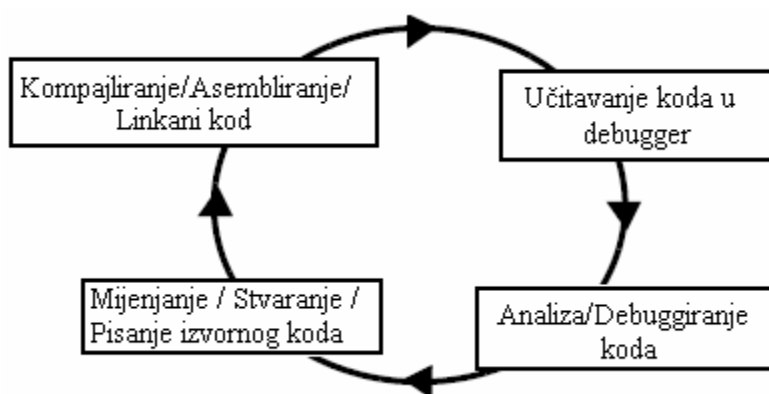 Kompajliranje/Asembliranje/
Linkani kod
Učitavanje koda u
debugger
Mijenjanje / Stvaranje /
Pisanje izvornog koda
Analiza/Debuggiranje
koda